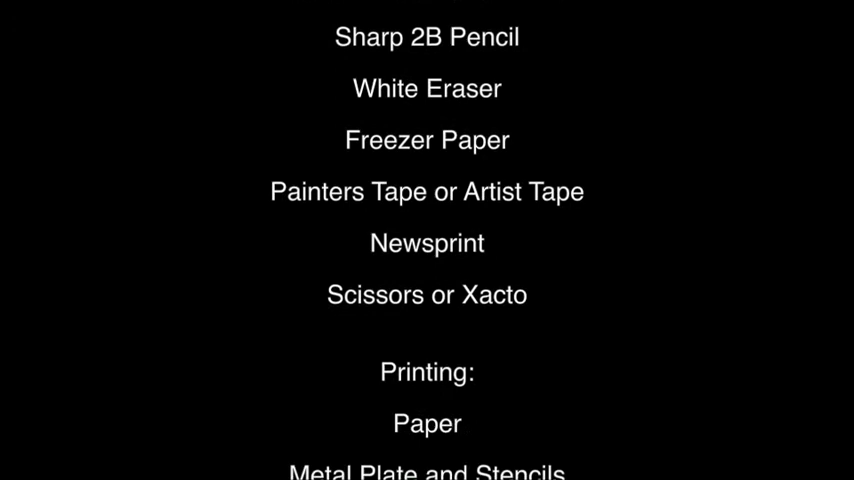 Sharp 2B Pencil
White Eraser
Freezer Paper
Painters Tape or Artist Tape
Newsprint
Scissors or Xacto
Printing:
Paper
Metal Plate and Stencils